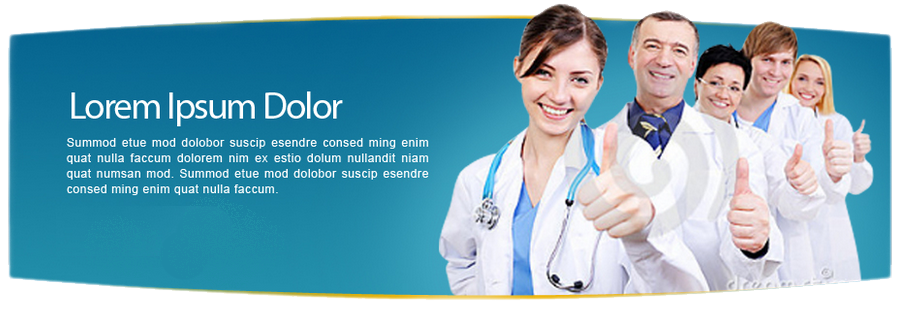 Lorem Ipsum Dolor
Summod etue mod dolobor suscip esendre consed ming enim
quat nulla faccum dolorem nim ex estio dolum nullandit niam
quat numsan mod. Summod etue mod dolobor suscip esendre
consed ming enim quat nulla faccum.